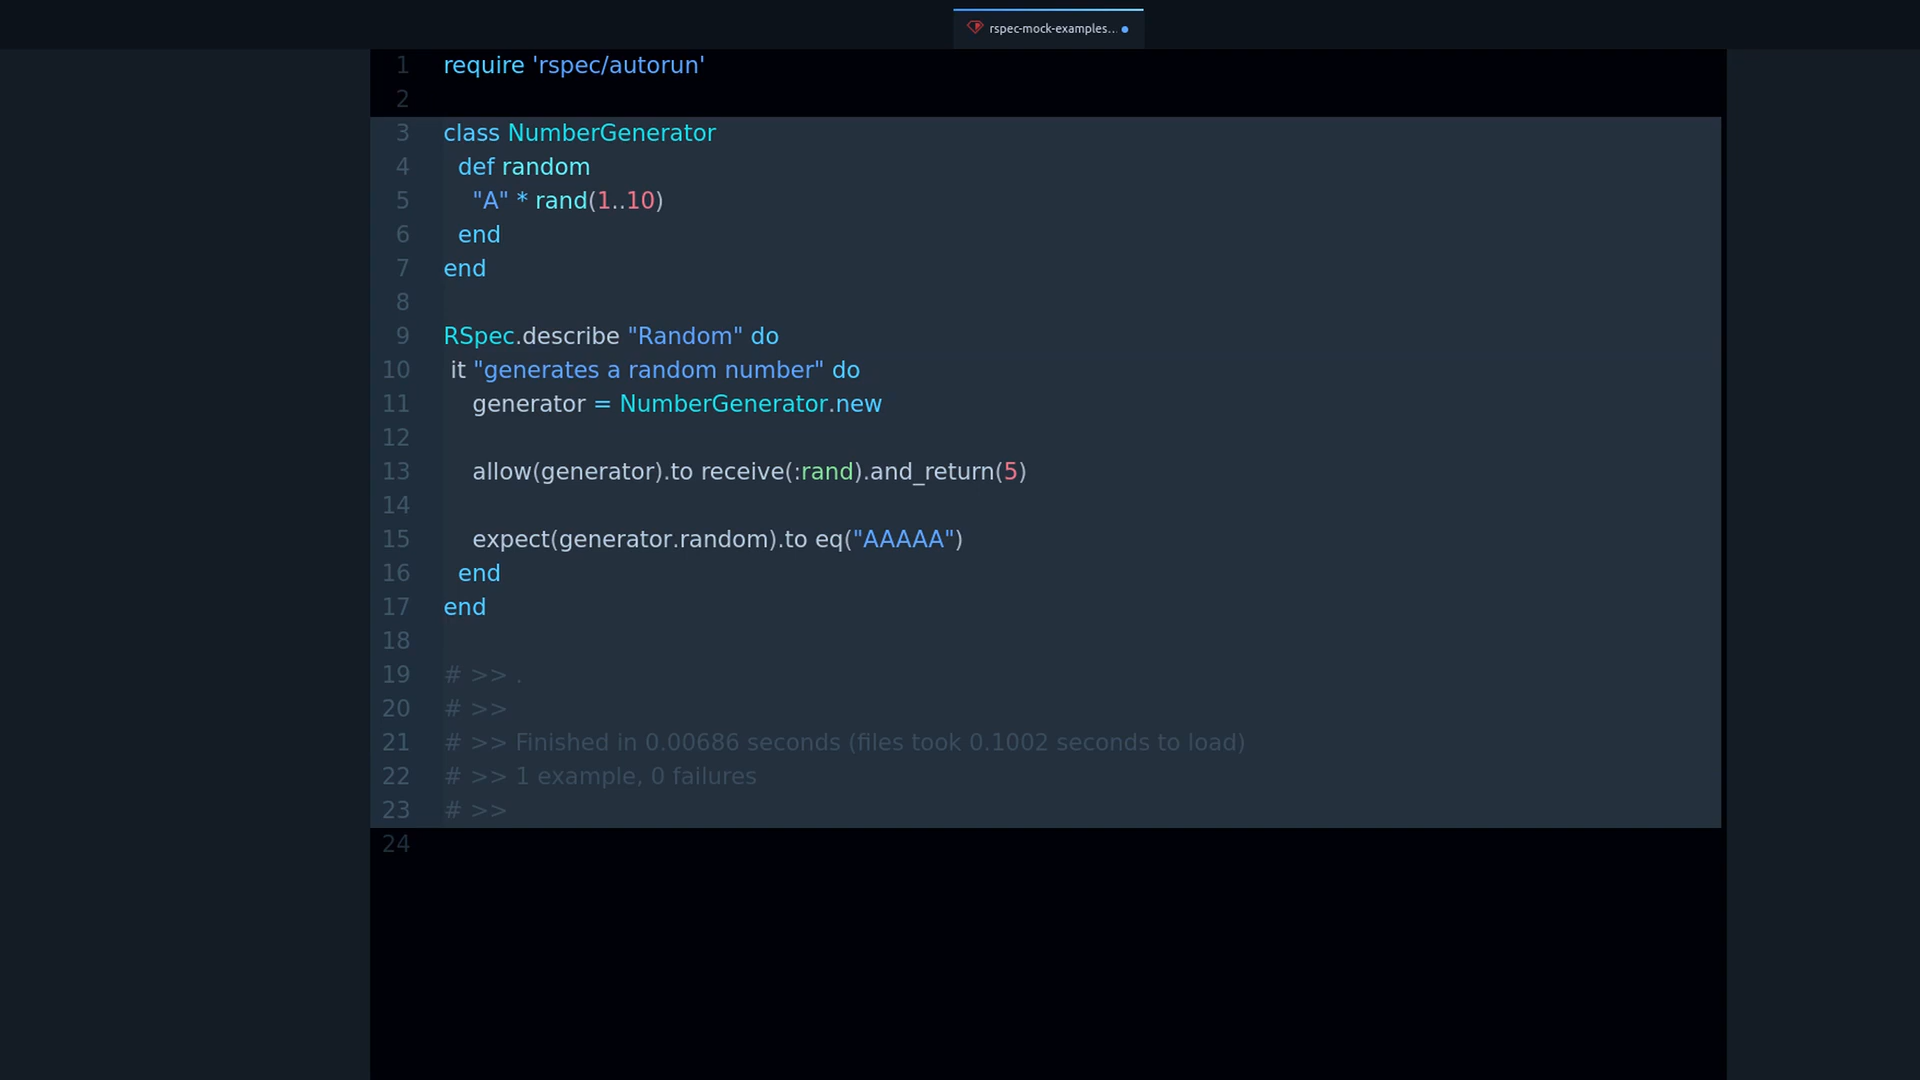 rspec-mock-examples...
1 require 'rspec/autorun'
2
3 class NumberGenerator
4   def random
5     "A" * rand(1..10)
6   end
7 end
8
9 RSpec.describe "Random" do
10  it "generates a random number" do
11     generator = NumberGenerator.new
12
13     allow(generator).to receive(:rand).and_return(5)
14
15     expect(generator.random).to eq("AAAAA")
16   end
17 end
18
19 # >> .
20 # >>
21 # >> Finished in 0.00686 seconds (files took 0.1002 seconds to load)
22 # >> 1 example, 0 failures
23 # >>
24